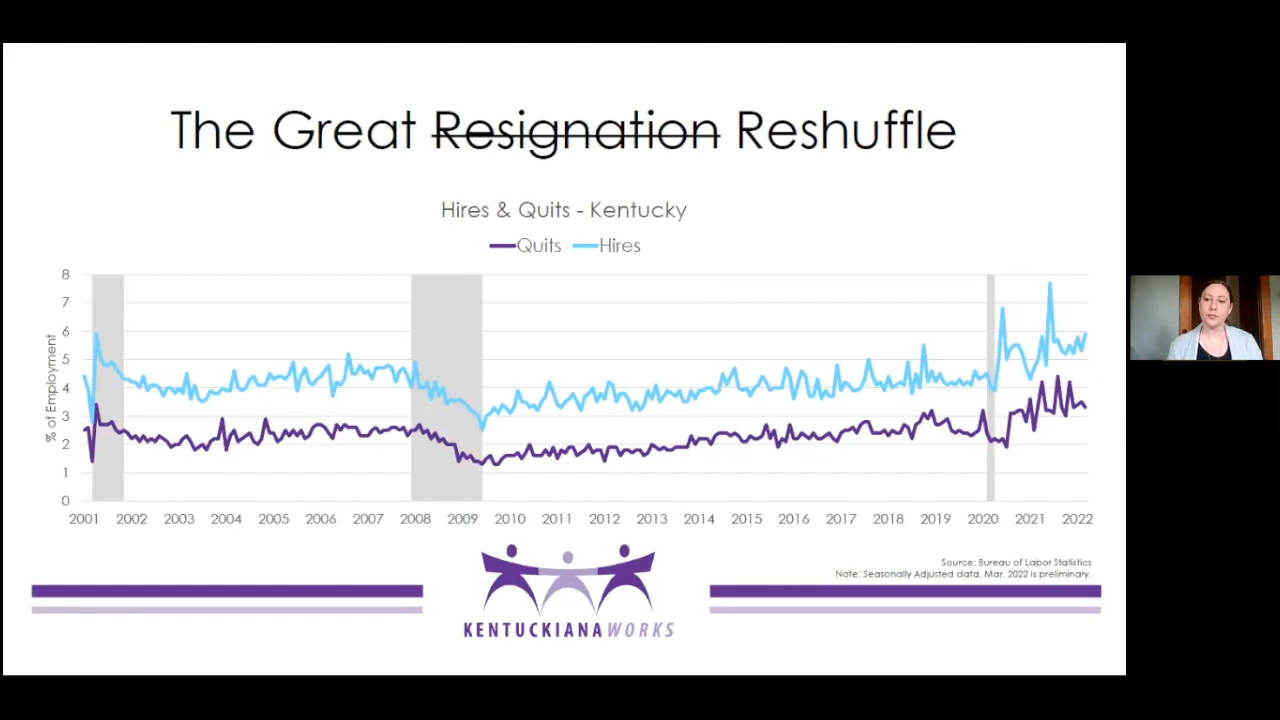 The Great Resignation Reshuffle
Hires & Quits - Kentucky
Quits Hires
% of Employment
8
7
6
5
4
3
2
1
0
2001 2002 2003 2004 2005 2006 2007 2008 2009 2010 2011 2012 2013 2014 2015 2016 2017 2018 2019 2020 2021 2022
Source: Bureau of Labor Statistics
Note: Seasonally Adjusted data, Mar. 2022 is preliminary.
KENTUCKIANAWORKS